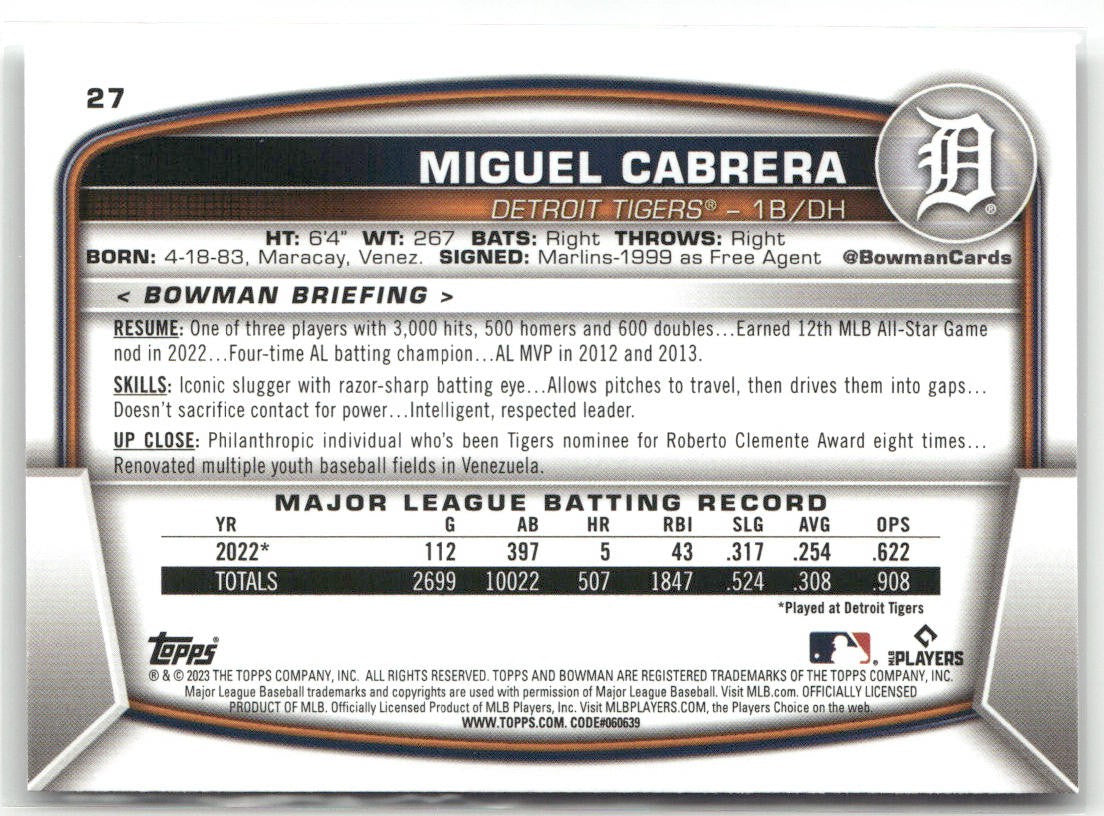 27
D®
MIGUEL CABRERA
DETROIT TIGERS® – 1B/DH
HT: 6'4" WT: 267 BATS: Right THROWS: Right
BORN: 4-18-83, Maracay, Venez. SIGNED: Marlins-1999 as Free Agent @BowmanCards
< BOWMAN BRIEFING >
RESUME: One of three players with 3,000 hits, 500 homers and 600 doubles...Earned 12th MLB All-Star Game
nod in 2022...Four-time AL batting champion...AL MVP in 2012 and 2013.
SKILLS: Iconic slugger with razor-sharp batting eye...Allows pitches to travel, then drives them into gaps...
Doesn't sacrifice contact for power...Intelligent, respected leader.
UP CLOSE: Philanthropic individual who's been Tigers nominee for Roberto Clemente Award eight times...
Renovated multiple youth baseball fields in Venezuela.
MAJOR LEAGUE BATTING RECORD
YR G AB HR RBI SLG AVG OPS
2022* 112 397 5 43 .317 .254 .622
TOTALS 2699 10022 507 1847 .524 .308 .908
*Played at Detroit Tigers
Topps® MLB PLAYERS
® & © 2023 THE TOPPS COMPANY, INC. ALL RIGHTS RESERVED. TOPPS AND BOWMAN ARE REGISTERED TRADEMARKS OF THE TOPPS COMPANY, INC.
Major League Baseball trademarks and copyrights are used with permission of Major League Baseball. Visit MLB.com. OFFICIALLY LICENSED
PRODUCT OF MLB. Officially Licensed Product of MLB Players, Inc. Visit MLBPLAYERS.COM, the Players Choice on the web.
WWW.TOPPS.COM. CODE#060639